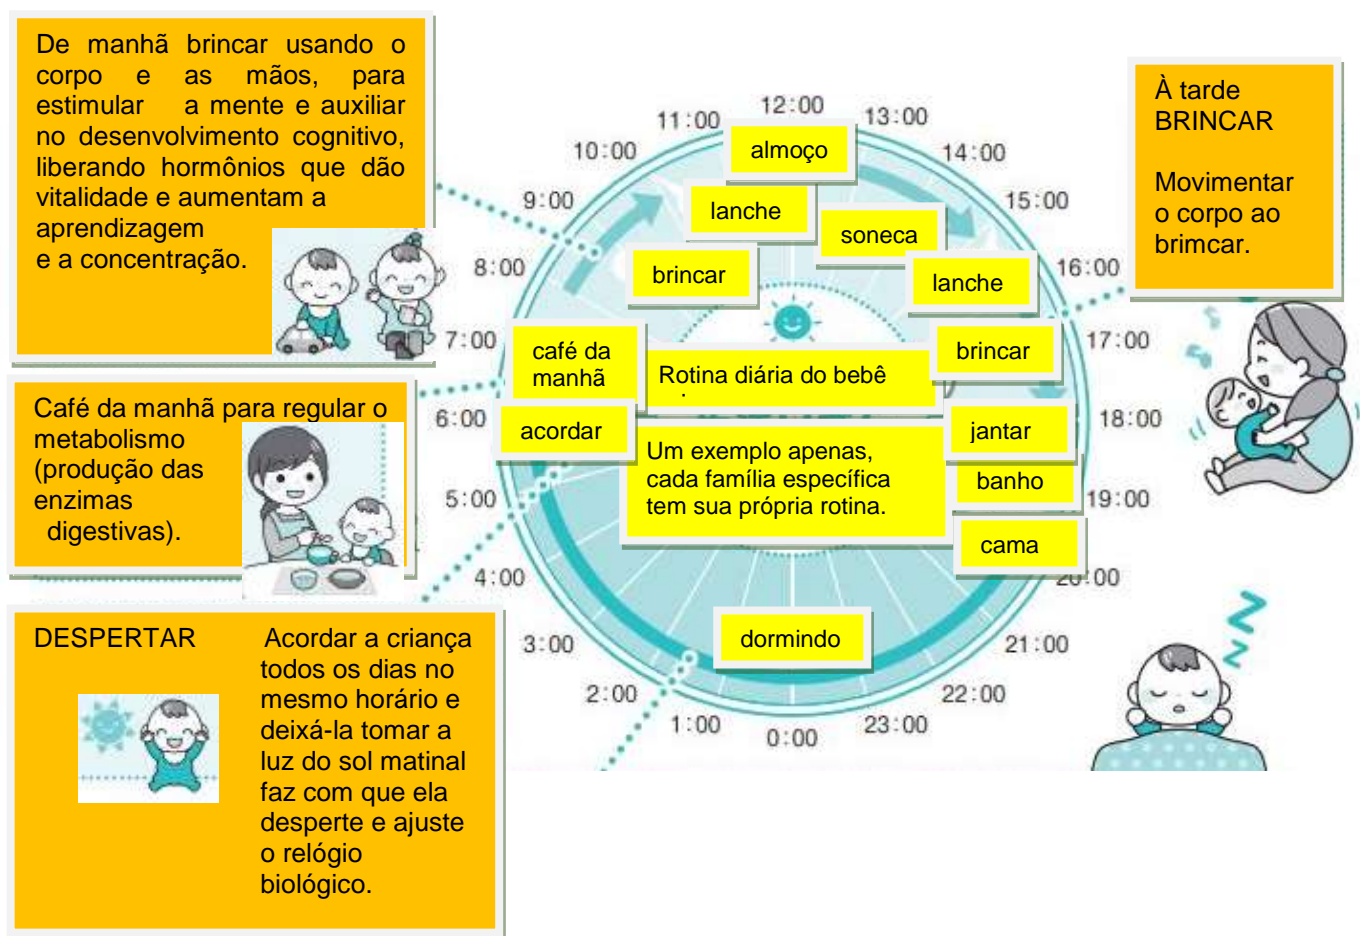 De manhã brincar usando o
corpo e as mãos, para
estimular a mente e auxiliar
no desenvolvimento cognitivo,
liberando hormônios que dão
vitalidade e aumentam a
aprendizagem
e a concentração.
Café da manhã para regular o
metabolismo
(produção das
enzimas
digestivas).
DESPERTAR
Acordar a criança
todos os dias no
mesmo horário e
deixá-la tomar a
luz do sol matinal
faz com que ela
desperte e ajuste
o relógio
biológico.
12:00
13:00
14:00
15:00
16:00
17:00
18:00
19:00
20:00
21:00
22:00
23:00
0:00
1:00
2:00
3:00
4:00
5:00
6:00
7:00
8:00
9:00
10:00
11:00
almoço
lanche
soneca
brincar
lanche
café da
manhã
Rotina diária do bebê
brincar
acordar
Um exemplo apenas,
cada família específica
tem sua própria rotina.
jantar
banho
cama
dormindo
À tarde
BRINCAR
Movimentar
o corpo ao
brimcar.
z
z
z